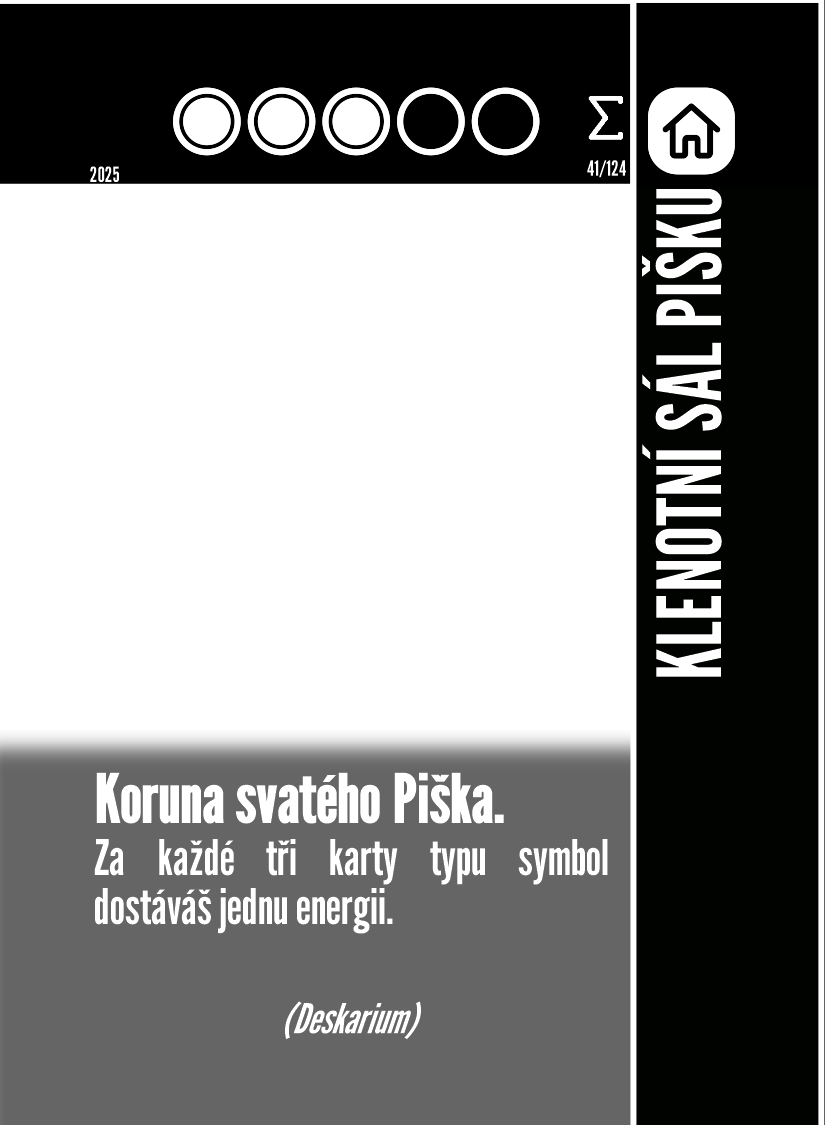 Σ
2025
41/124
KLENOTNÍ SÁL PIŠKU
Koruna svatého Piška.
Za každé tři karty typu symbol
dostáváš jednu energii.
(Deskarium)